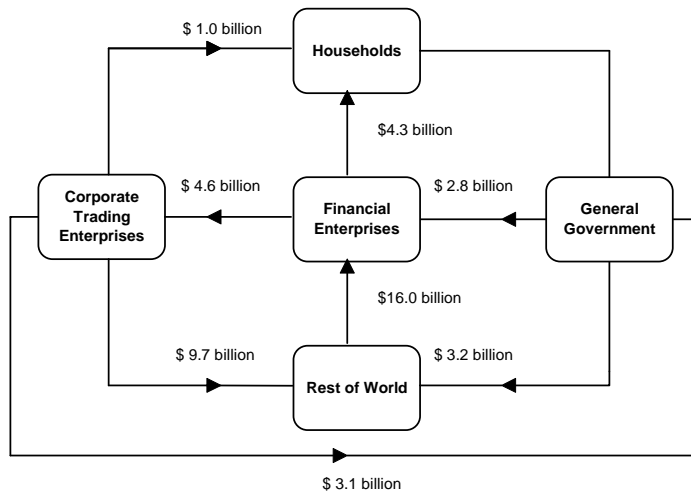 $ 1.0 billion
Households
$4.3 billion
$ 4.6 billion
$ 2.8 billion
Corporate
Trading
Enterprises
Financial
Enterprises
General
Government
$16.0 billion
$ 9.7 billion
$ 3.2 billion
Rest of World
$ 3.1 billion